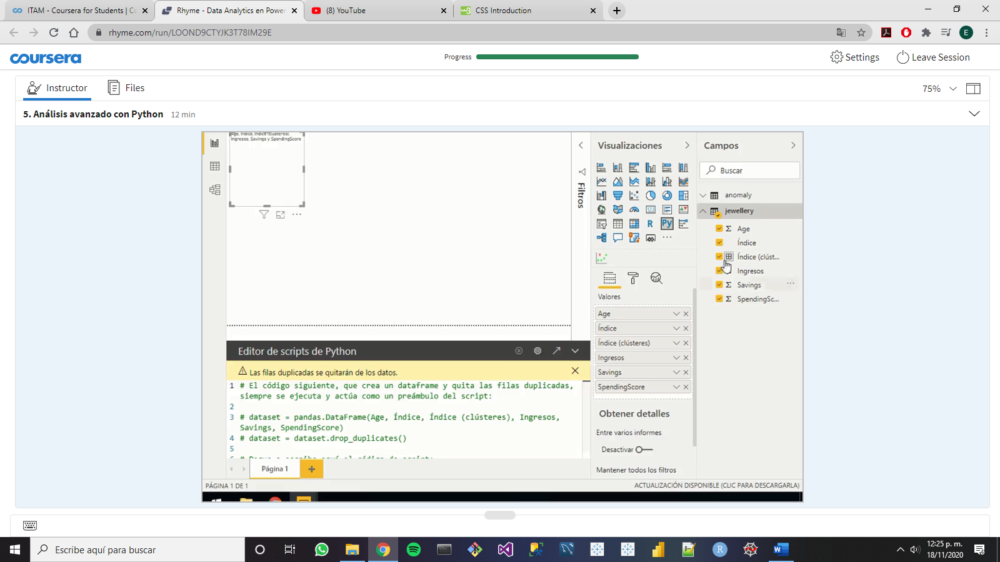 ITAM - Coursera for Students | Co
Rhyme - Data Analytics en Power
(8) YouTube
CSS Introduction
rhyme.com/run/LOOND9CTYJK3T78IM29E
E
coursera
Progress
Settings
Leave Session
Instructor
Files
75%
5. Análisis avanzado con Python
12 min
Age, Índice, Índice (clústeres),
Ingresos, Savings y SpendingScore
Filtros
Visualizaciones
Campos
Buscar
anomaly
jewellery
Age
Índice
Índice (clúst...
Ingresos
Savings
SpendingSc...
R
Py
Valores
Age
Índice
Índice (clústeres)
Ingresos
Savings
SpendingScore
Obtener detalles
Entre varios informes
Desactivar
Mantener todos los filtros
Editor de scripts de Python
Las filas duplicadas se quitarán de los datos.
1 # El código siguiente, que crea un dataframe y quita las filas duplicadas,
siempre se ejecuta y actúa como un preámbulo del script:
2
3 # dataset = pandas.DataFrame(Age, Índice, Índice (clústeres), Ingresos,
Savings, SpendingScore)
4 # dataset = dataset.drop_duplicates()
5
Página 1
PÁGINA 1 DE 1
ACTUALIZACIÓN DISPONIBLE (CLIC PARA DESCARGARLA)
Escribe aquí para buscar
12:25 p. m.
18/11/2020